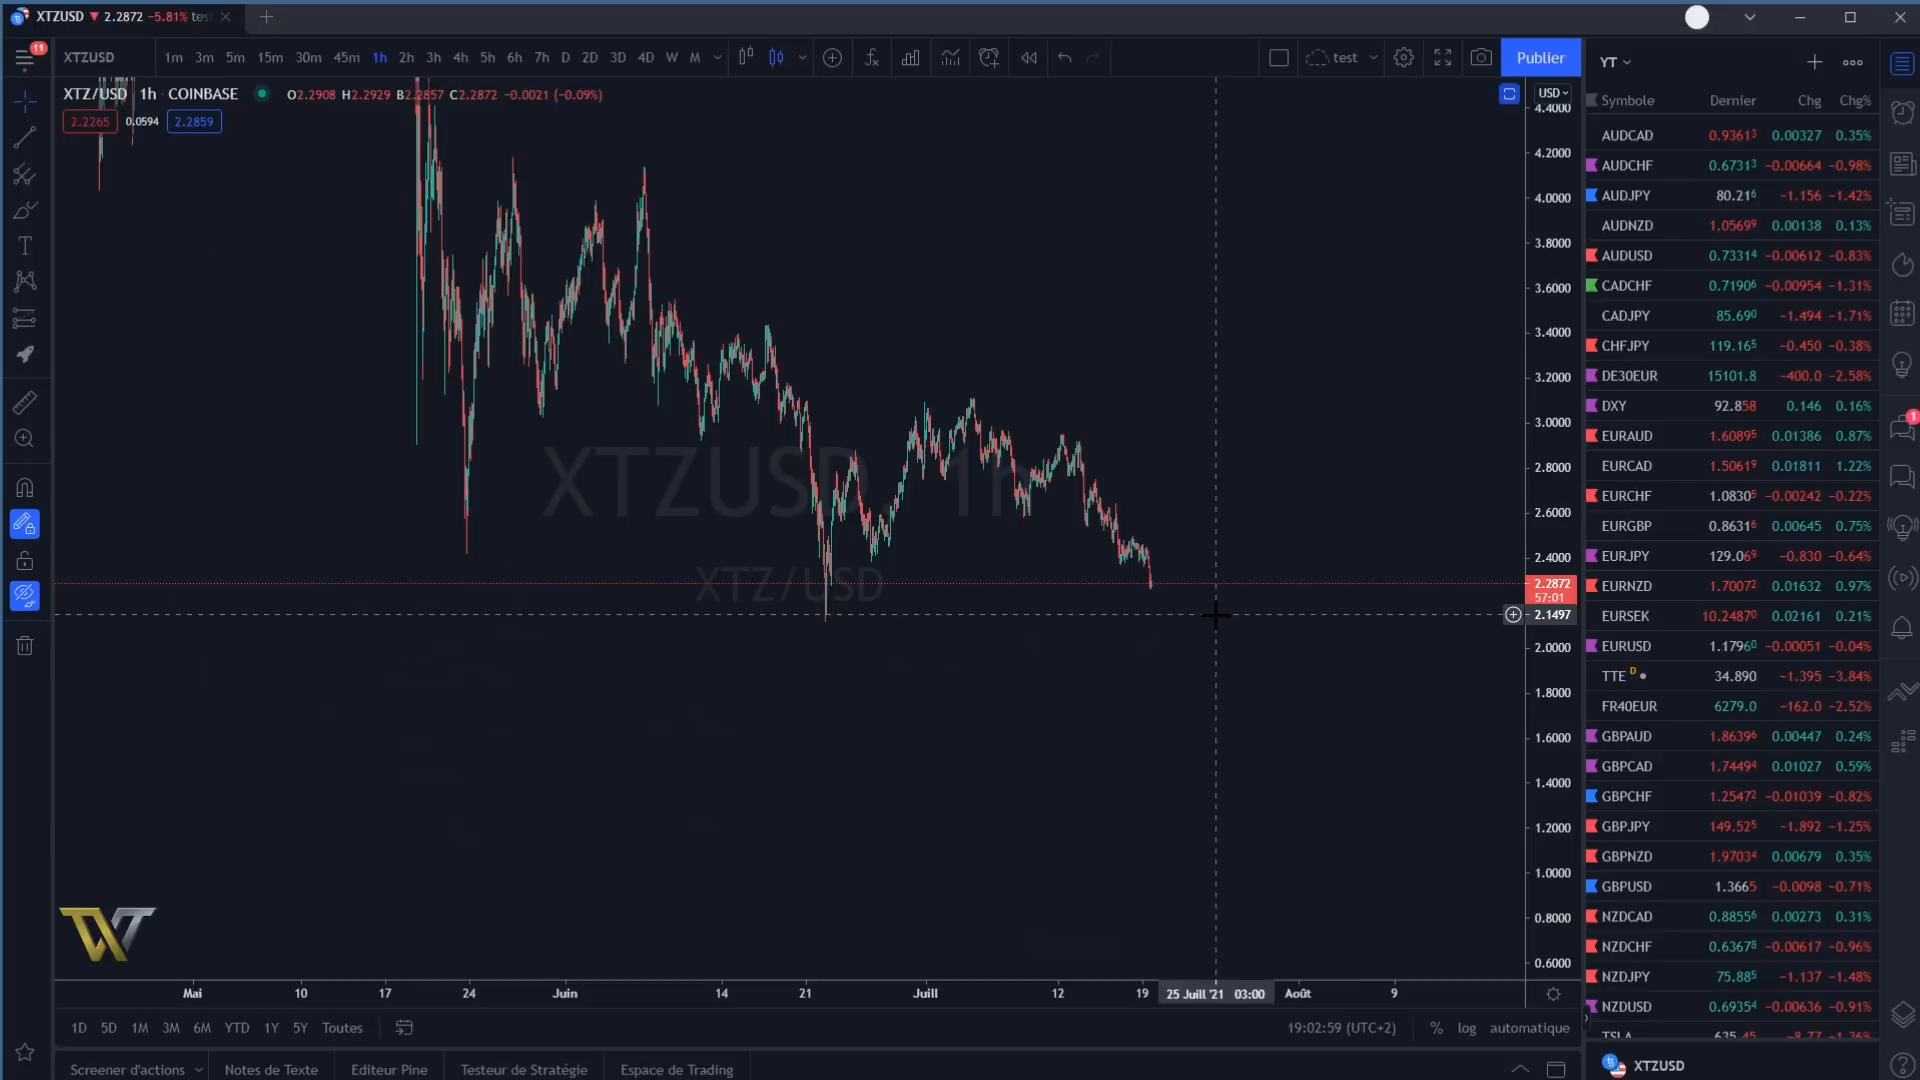 XTZUSD ▼ 2.2872 −5.81% tes
11
XTZUSD 1m 3m 5m 15m 30m 45m 1h 2h 3h 4h 5h 6h 7h D 2D 3D 4D W M test Publier
XTZ/USD 1h COINBASE O2.2908 H2.2929 B2.2857 C2.2872 −0.0021 (−0.09%)
2.2265 0.0594 2.2859
USD
4.4000
4.2000
4.0000
3.8000
3.6000
3.4000
3.2000
3.0000
2.8000
2.6000
2.4000
2.2872
57:01
2.1497
2.0000
1.8000
1.6000
1.4000
1.2000
1.0000
0.8000
0.6000
XTZUSD, 1h
XTZ/USD
Mai 10 17 24 Juin 14 21 Juill 12 19 25 Juill '21 03:00 Août 9
1D 5D 1M 3M 6M YTD 1Y 5Y Toutes 19:02:59 (UTC+2) % log automatique
Screener d'actions Notes de Texte Editeur Pine Testeur de Stratégie Espace de Trading
YT
Symbole Dernier Chg Chg%
AUDCAD 0.93613 0.00327 0.35%
AUDCHF 0.67313 −0.00664 −0.98%
AUDJPY 80.216 −1.156 −1.42%
AUDNZD 1.05699 0.00138 0.13%
AUDUSD 0.73314 −0.00612 −0.83%
CADCHF 0.71906 −0.00954 −1.31%
CADJPY 85.690 −1.494 −1.71%
CHFJPY 119.165 −0.450 −0.38%
DE30EUR 15101.8 −400.0 −2.58%
DXY 92.858 0.146 0.16%
EURAUD 1.60895 0.01386 0.87%
EURCAD 1.50619 0.01811 1.22%
EURCHF 1.08305 −0.00242 −0.22%
EURGBP 0.86316 0.00645 0.75%
EURJPY 129.069 −0.830 −0.64%
EURNZD 1.70072 0.01632 0.97%
EURSEK 10.24870 0.02161 0.21%
EURUSD 1.17960 −0.00051 −0.04%
TTE D 34.890 −1.395 −3.84%
FR40EUR 6279.0 −162.0 −2.52%
GBPAUD 1.86396 0.00447 0.24%
GBPCAD 1.74494 0.01027 0.59%
GBPCHF 1.25472 −0.01039 −0.82%
GBPJPY 149.525 −1.892 −1.25%
GBPNZD 1.97034 0.00679 0.35%
GBPUSD 1.3665 −0.0098 −0.71%
NZDCAD 0.88556 0.00273 0.31%
NZDCHF 0.63678 −0.00617 −0.96%
NZDJPY 75.885 −1.137 −1.48%
NZDUSD 0.69354 −0.00636 −0.91%
TSLA 635.45 −8.77 −1.36%
XTZUSD
1